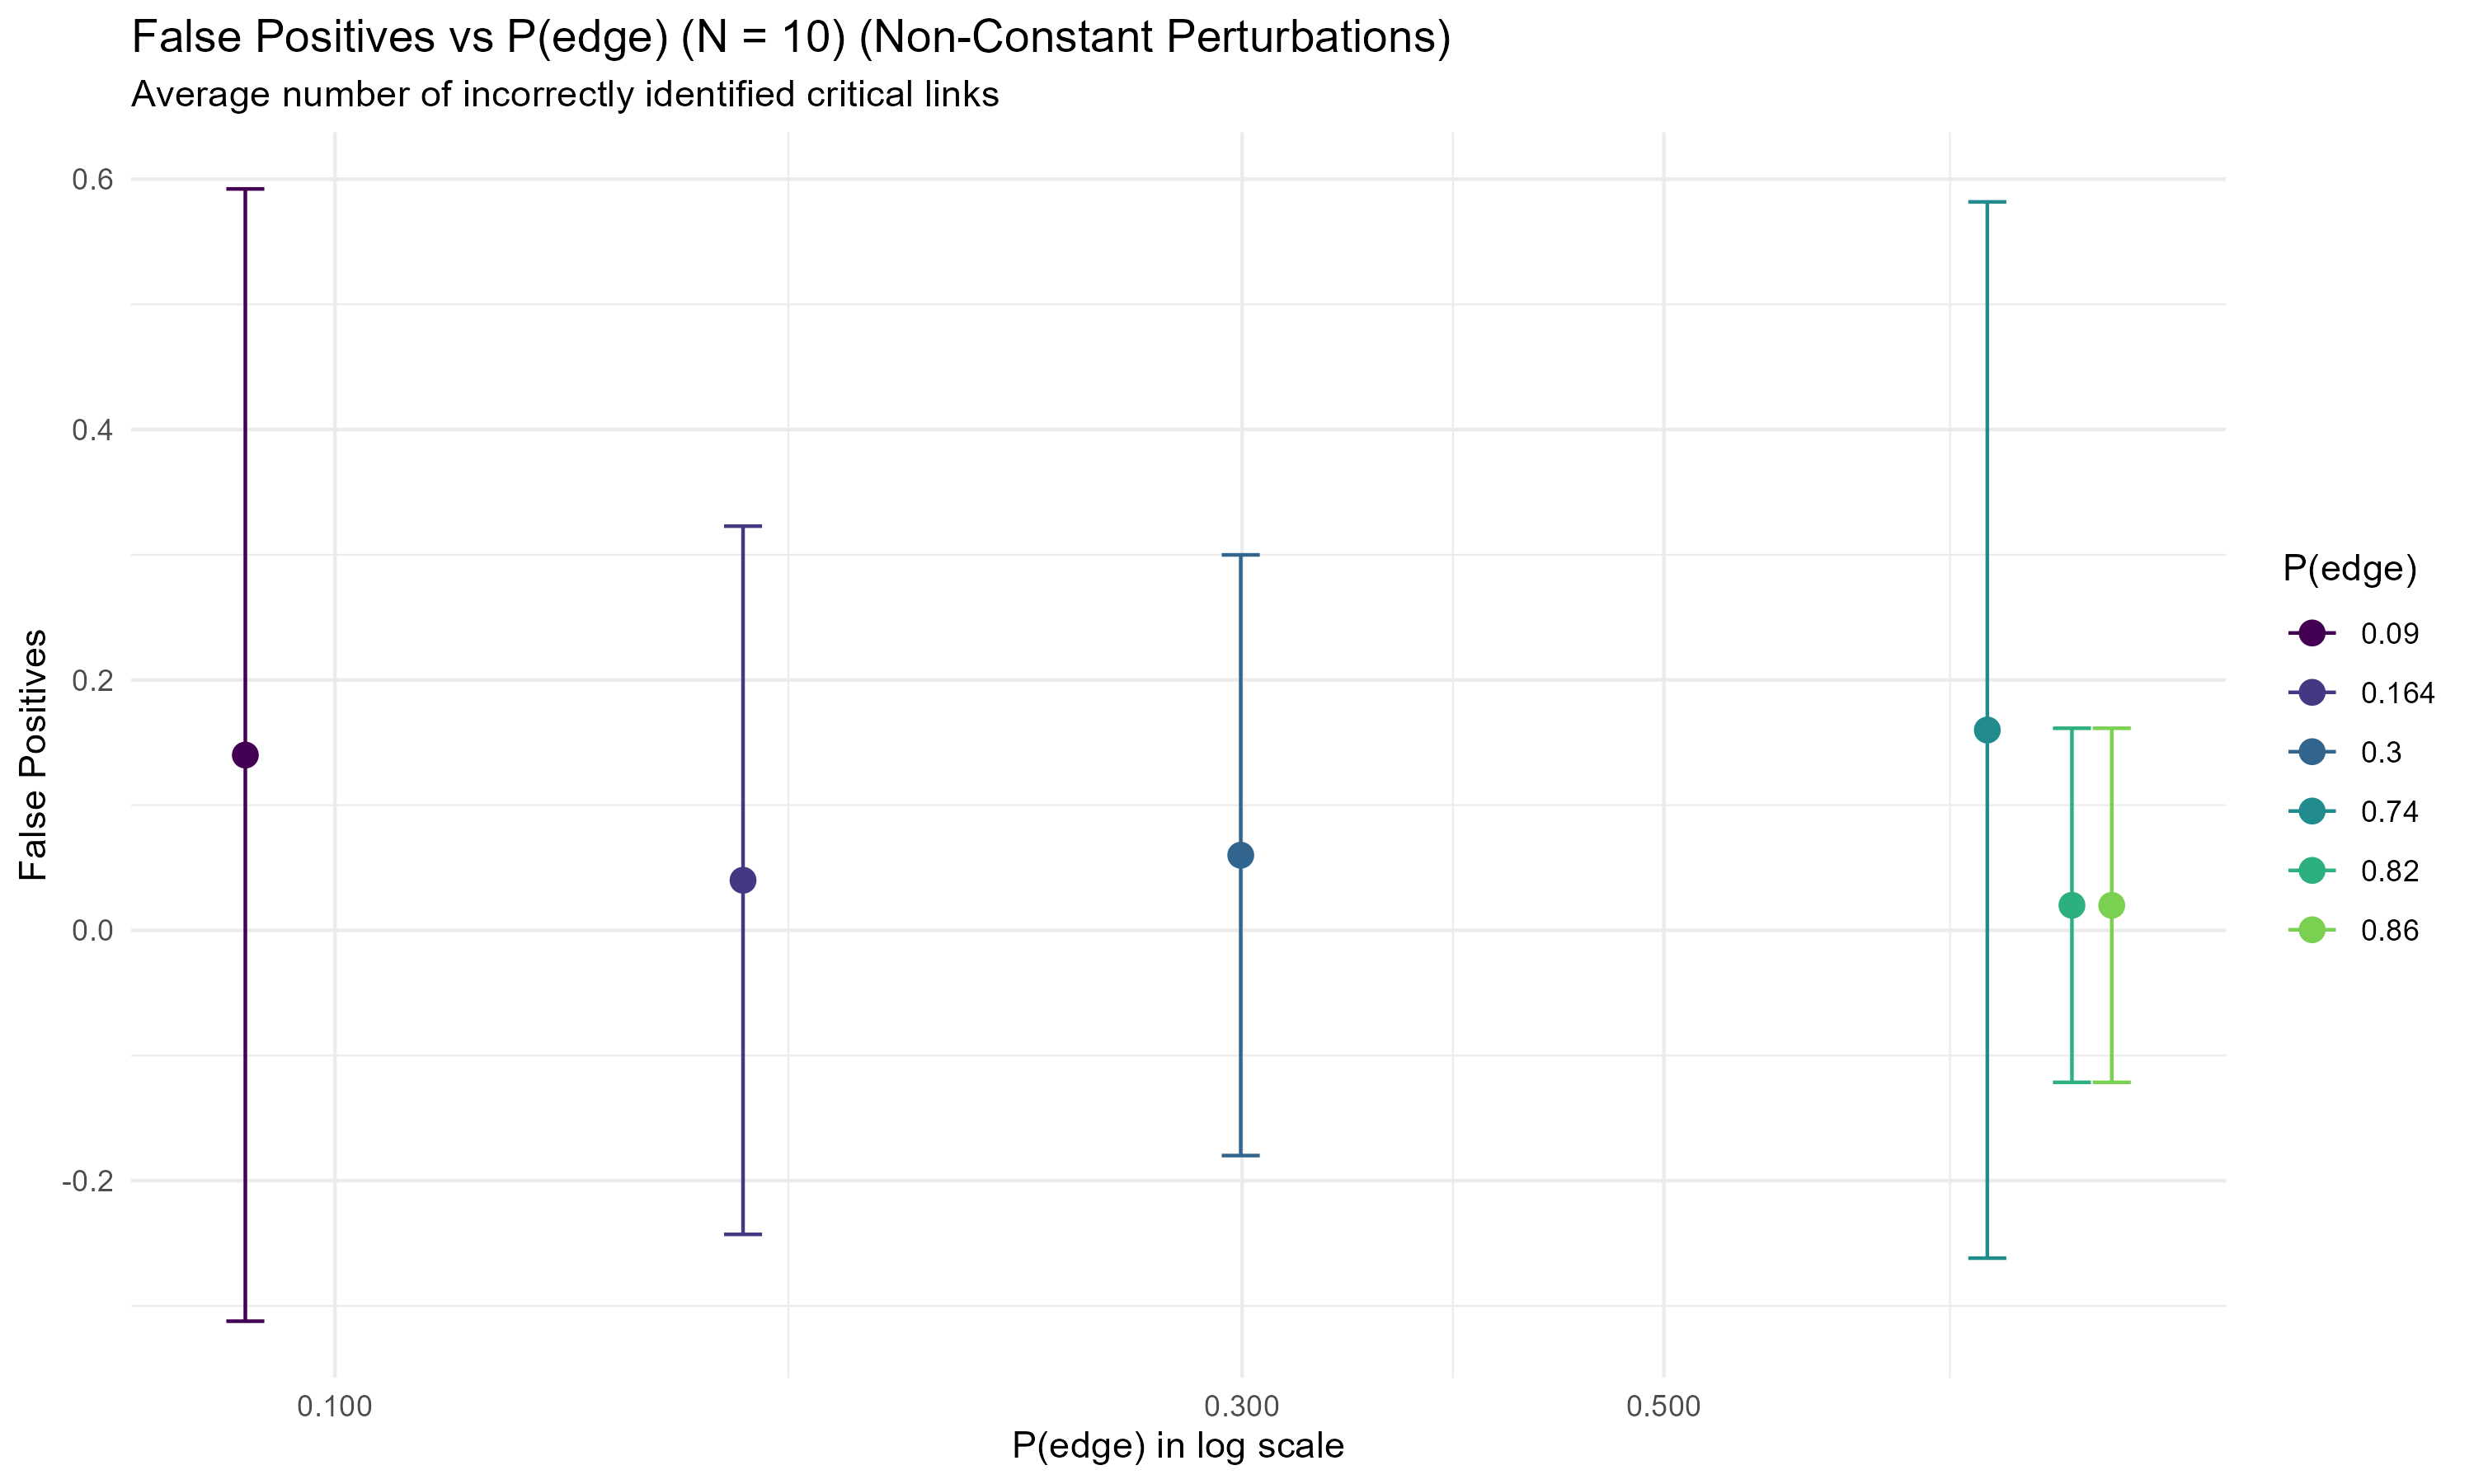 False Positives vs P(edge) (N = 10) (Non-Constant Perturbations)
Average number of incorrectly identified critical links
0.6
0.4
0.2
0.0
-0.2
False Positives
0.100
0.300
0.500
P(edge) in log scale
P(edge)
0.09
0.164
0.3
0.74
0.82
0.86